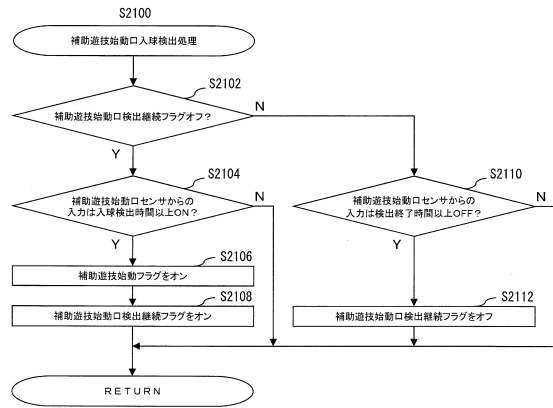 S2100
補助遊技始動口入球検出処理
S2102
補助遊技始動口検出継続フラグオフ？
N
Y
S2104
補助遊技始動口センサからの
入力は入球検出時間以上ON？
N
Y
S2110
補助遊技始動口センサからの
入力は検出終了時間以上OFF？
N
Y
S2106
補助遊技始動フラグをオン
S2108
補助遊技始動口検出継続フラグをオン
S2112
補助遊技始動口検出継続フラグをオフ
RETURN